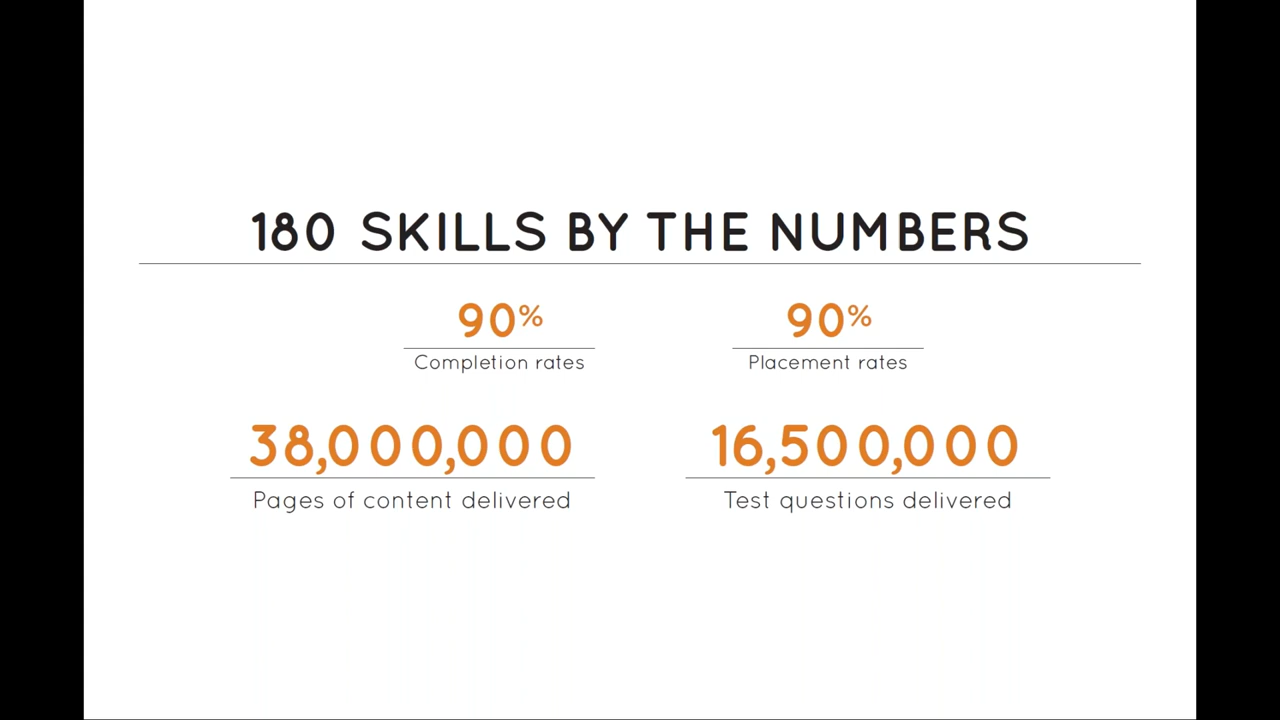 180 SKILLS BY THE NUMBERS
90% 90%
Completion rates Placement rates
38,000,000 16,500,000
Pages of content delivered Test questions delivered